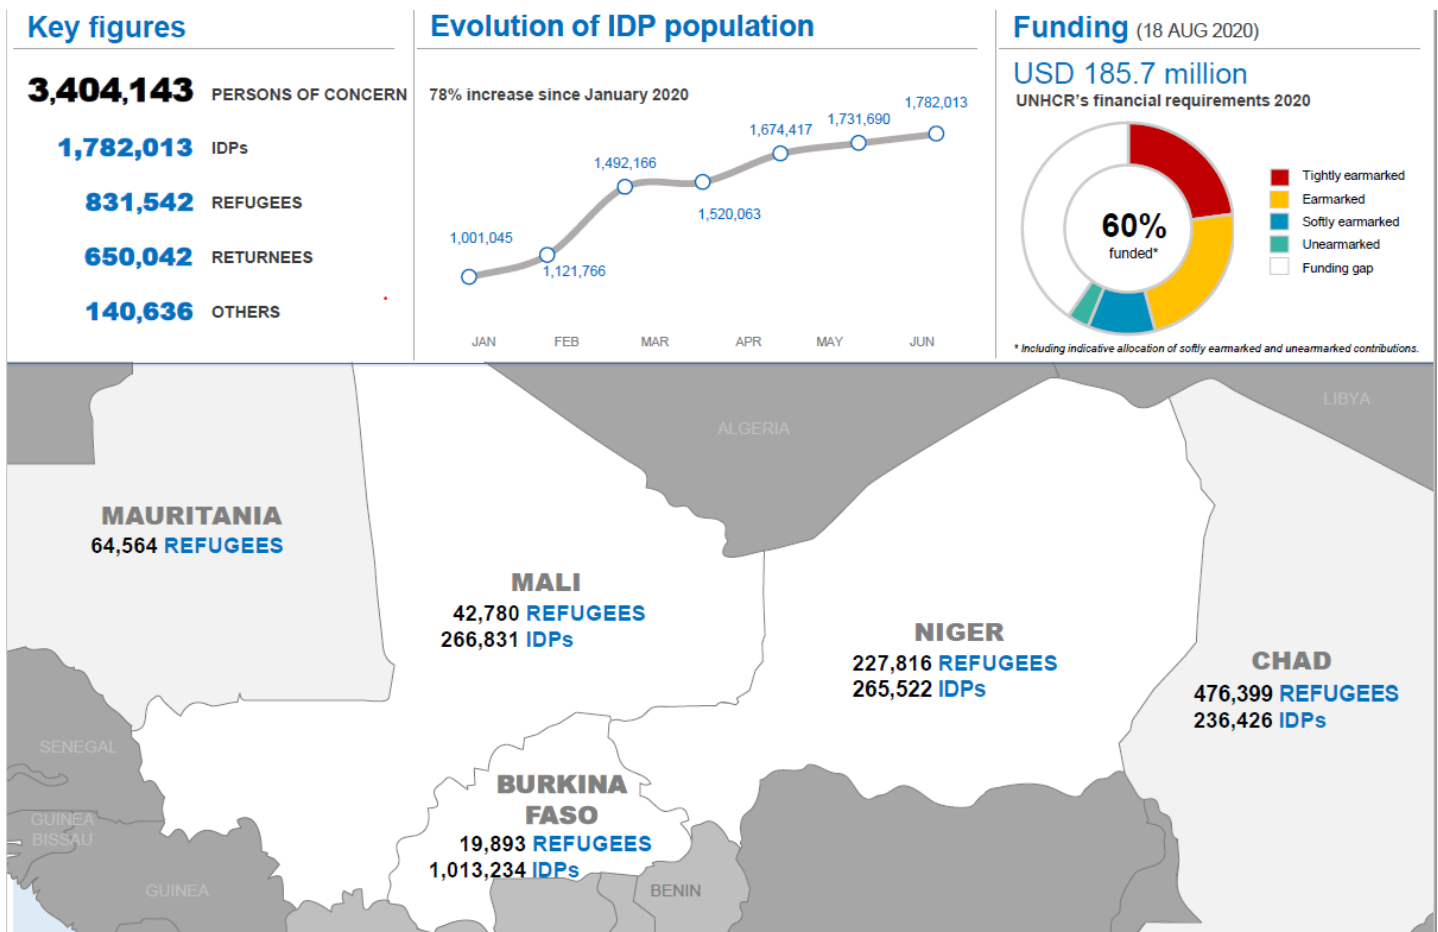 Key figures
3,404,143 PERSONS OF CONCERN
1,782,013 IDPs
831,542 REFUGEES
650,042 RETURNEES
140,636 OTHERS
Evolution of IDP population
78% increase since January 2020
1,001,045
1,121,766
1,492,166
1,520,063
1,674,417
1,731,690
1,782,013
JAN FEB MAR APR MAY JUN
Funding (18 AUG 2020)
USD 185.7 million
UNHCR's financial requirements 2020
60%
funded*
Tightly earmarked
Earmarked
Softly earmarked
Unearmarked
Funding gap
* Including indicative allocation of softly earmarked and unearmarked contributions.
LIBYA
ALGERIA
MAURITANIA
64,564 REFUGEES
MALI
42,780 REFUGEES
266,831 IDPs
NIGER
227,816 REFUGEES
265,522 IDPs
CHAD
476,399 REFUGEES
236,426 IDPs
SENEGAL
BURKINA
FASO
19,893 REFUGEES
1,013,234 IDPs
GUINEA
BISSAU
GUINEA
BENIN